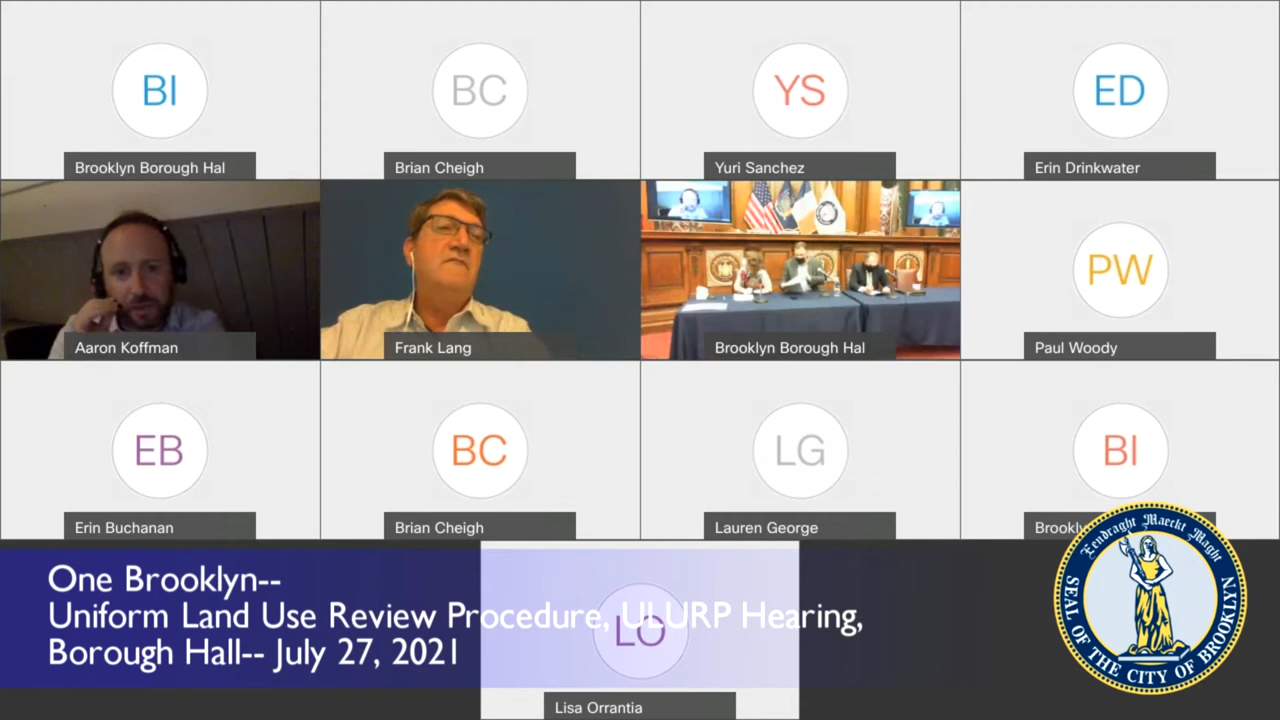 BI
BC
YS
ED
Brooklyn Borough Hal
Brian Cheigh
Yuri Sanchez
Erin Drinkwater
PW
Aaron Koffman
Frank Lang
Brooklyn Borough Hal
Paul Woody
EB
BC
LG
BI
Erin Buchanan
Brian Cheigh
Lauren George
Brookly
One Brooklyn--
Uniform Land Use Review Procedure, ULURP Hearing,
Borough Hall-- July 27, 2021
LO
Lisa Orrantia
Eendraght Maeckt Maght
SEAL OF THE CITY OF BROOKLYN